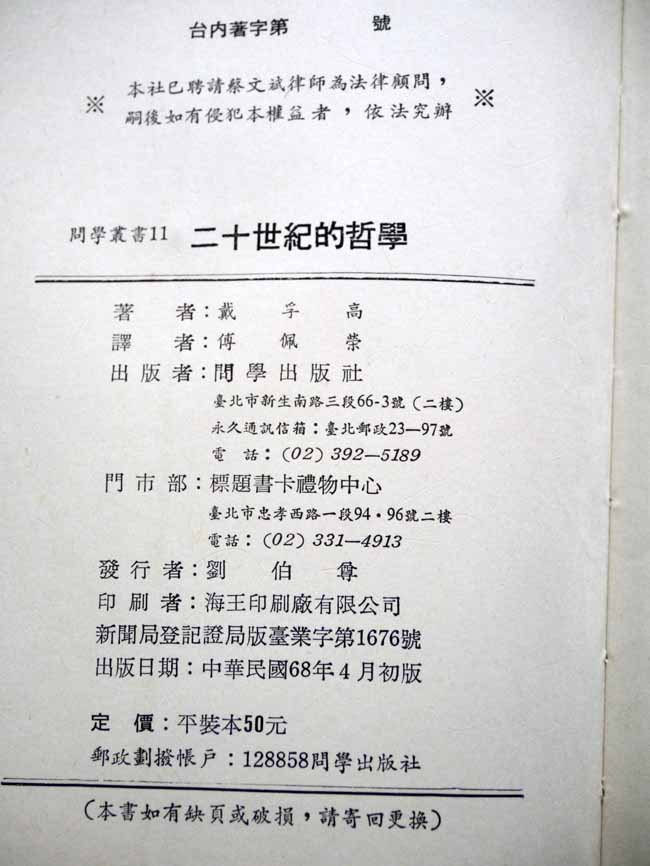 台内著字第 號
※ 本社已聘請蔡文斌律師為法律顧問， ※
嗣後如有侵犯本權益者，依法究辦
問學叢書11 二十世紀的哲學
著者：戴孚高
譯者：傅佩榮
出版者：問學出版社
臺北市新生南路三段66-3號（二樓）
永久通訊信箱：臺北郵政23—97號
電話：(02) 392—5189
門市部：標題書卡禮物中心
臺北市忠孝西路一段94・96號二樓
電話：(02) 331—4913
發行者：劉伯尊
印刷者：海王印刷廠有限公司
新聞局登記證局版臺業字第1676號
出版日期：中華民國68年4月初版
定價：平裝本50元
郵政劃撥帳戶：128858問學出版社
（本書如有缺頁或破損，請寄回更換）